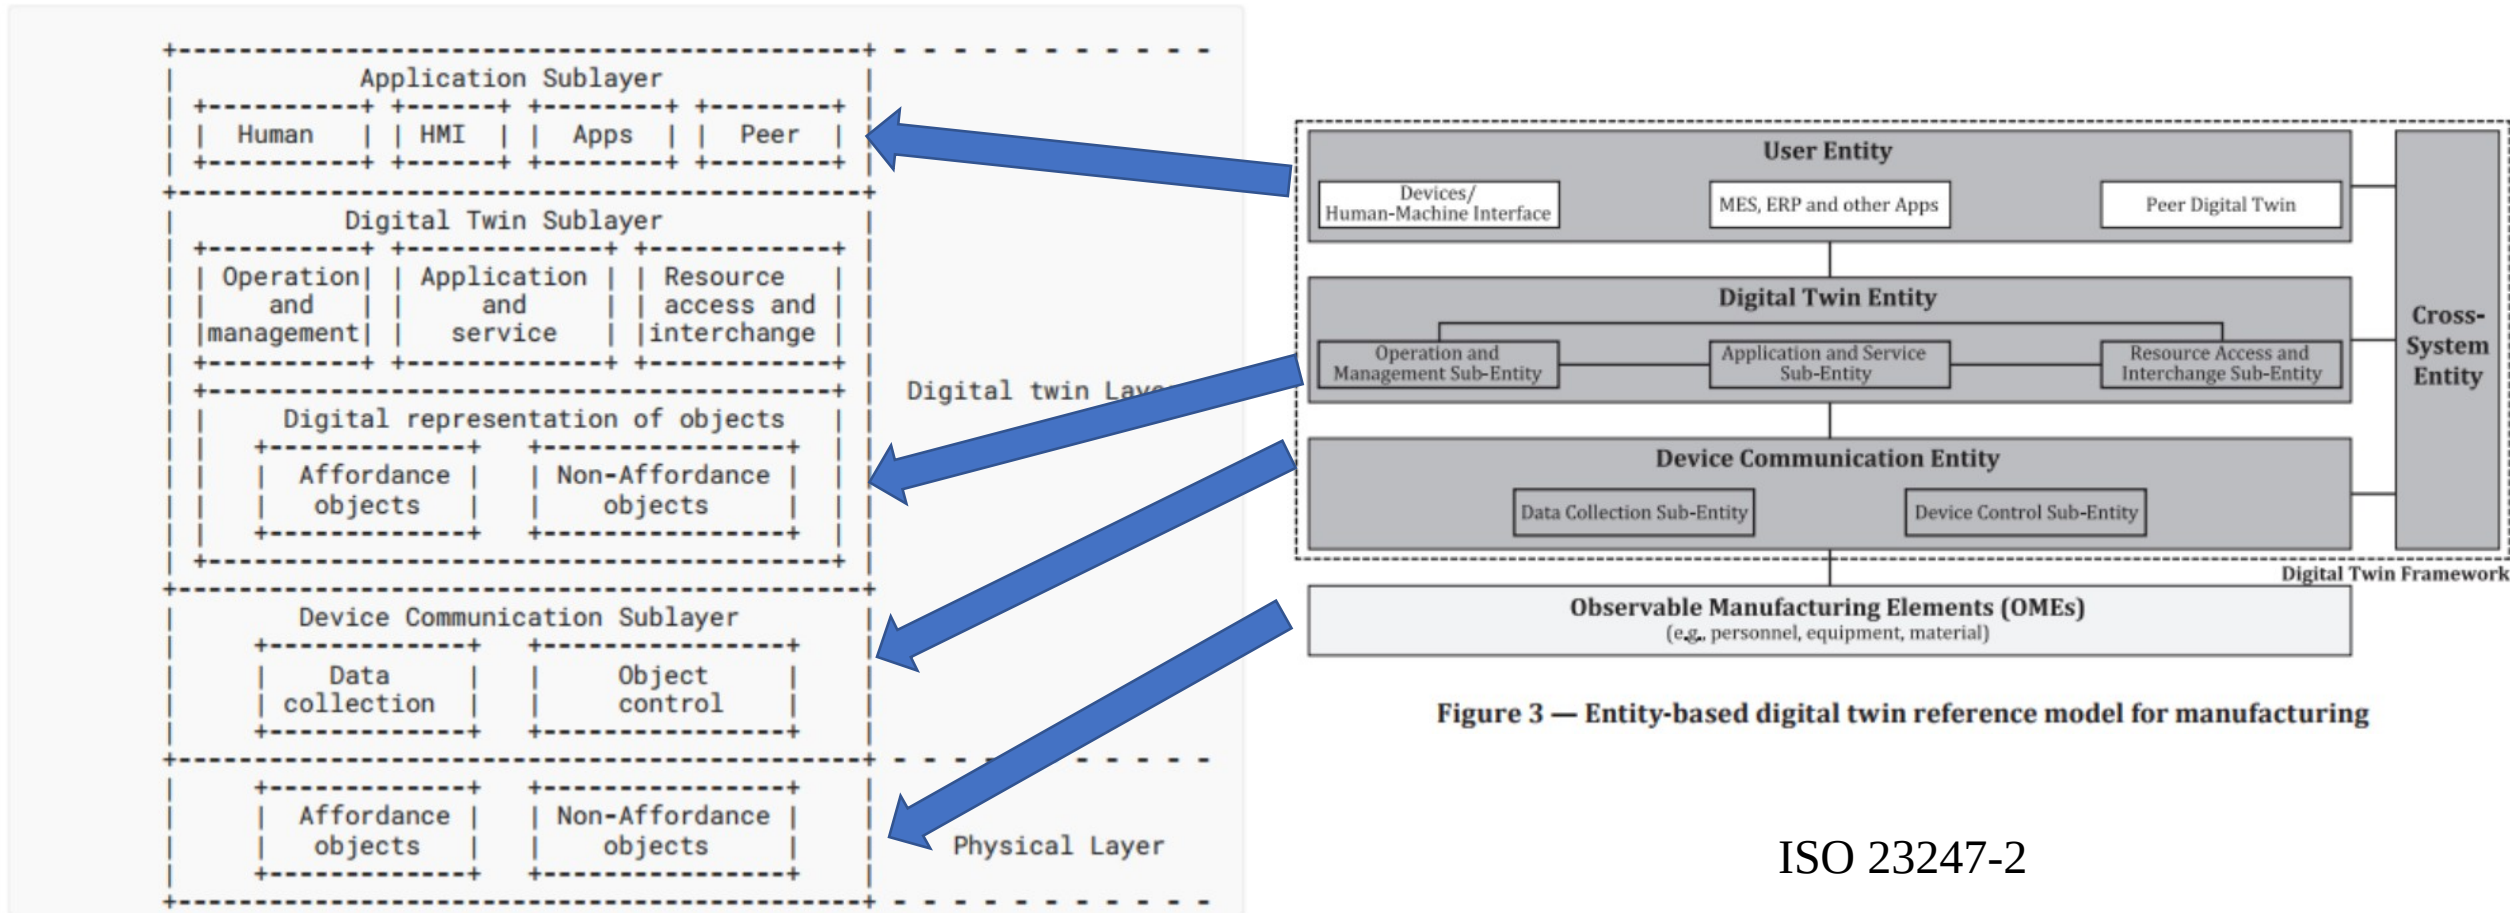 Application Sublayer
Human HMI Apps Peer
Digital Twin Sublayer
Operation and management
Application and service
Resource access and interchange
Digital twin Layer
Digital representation of objects
Affordance objects
Non-Affordance objects
Device Communication Sublayer
Data collection
Object control
Affordance objects
Non-Affordance objects
Physical Layer
User Entity
Devices/
Human-Machine Interface
MES, ERP and other Apps
Peer Digital Twin
Digital Twin Entity
Operation and
Management Sub-Entity
Application and Service
Sub-Entity
Resource Access and
Interchange Sub-Entity
Cross-
System
Entity
Device Communication Entity
Data Collection Sub-Entity
Device Control Sub-Entity
Digital Twin Framework
Observable Manufacturing Elements (OMEs)
(e.g., personnel, equipment, material)
Figure 3 — Entity-based digital twin reference model for manufacturing
ISO 23247-2